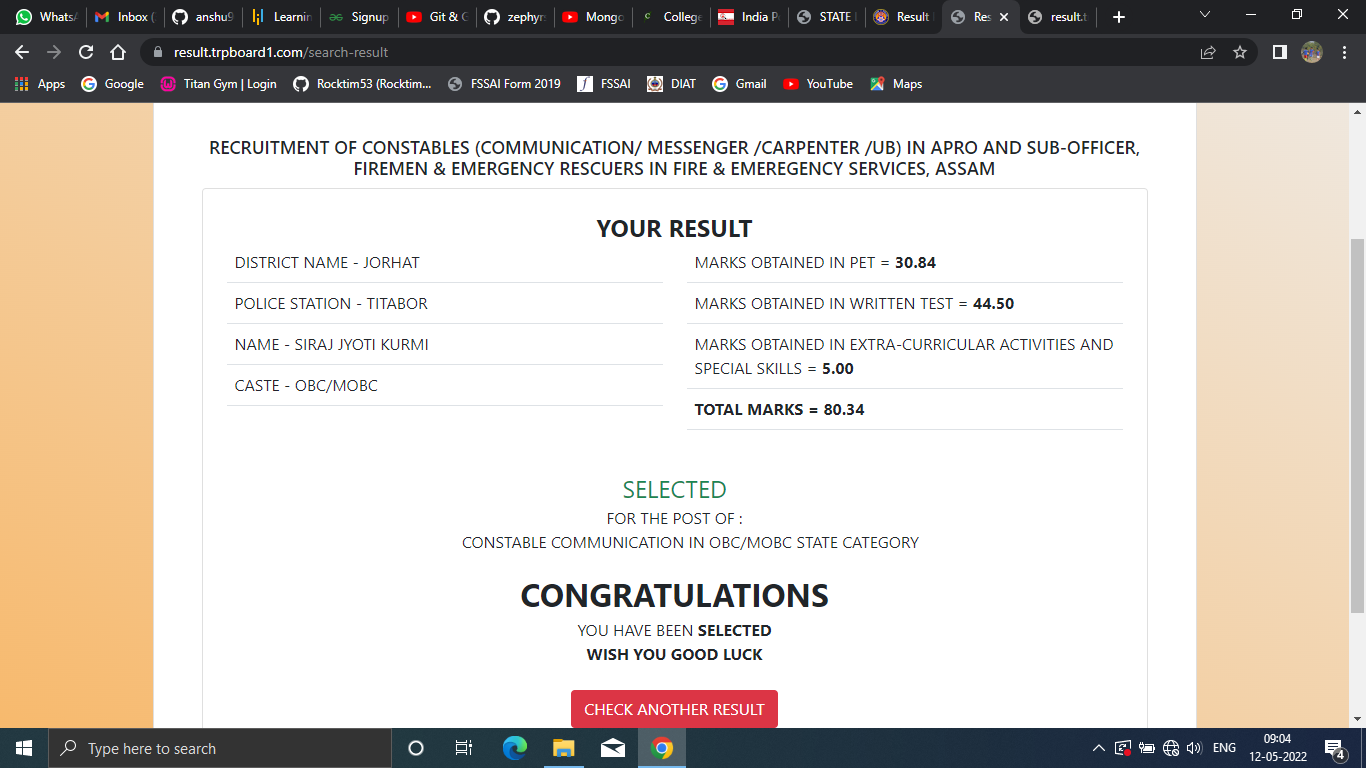 WhatsA
Inbox (
anshu9
Learnin
Signup
Git & G
zephyr
Mongo
College
India P
STATE
Result
Res
result.t
result.trpboard1.com/search-result
Apps
Google
Titan Gym | Login
Rocktim53 (Rocktim...
FSSAI Form 2019
FSSAI
DIAT
Gmail
YouTube
Maps
RECRUITMENT OF CONSTABLES (COMMUNICATION/ MESSENGER /CARPENTER /UB) IN APRO AND SUB-OFFICER,
FIREMEN & EMERGENCY RESCUERS IN FIRE & EMEREGENCY SERVICES, ASSAM
YOUR RESULT
DISTRICT NAME - JORHAT
POLICE STATION - TITABOR
NAME - SIRAJ JYOTI KURMI
CASTE - OBC/MOBC
MARKS OBTAINED IN PET = 30.84
MARKS OBTAINED IN WRITTEN TEST = 44.50
MARKS OBTAINED IN EXTRA-CURRICULAR ACTIVITIES AND
SPECIAL SKILLS = 5.00
TOTAL MARKS = 80.34
SELECTED
FOR THE POST OF :
CONSTABLE COMMUNICATION IN OBC/MOBC STATE CATEGORY
CONGRATULATIONS
YOU HAVE BEEN SELECTED
WISH YOU GOOD LUCK
CHECK ANOTHER RESULT
Type here to search
ENG
09:04
12-05-2022
4